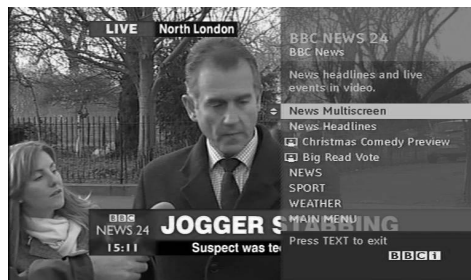 LIVE North London
BBC NEWS 24
BBC News
News headlines and live
events in video.
News Multiscreen
News Headlines
Christmas Comedy Preview
Big Read Vote
NEWS
SPORT
WEATHER
MAIN MENU
Press TEXT to exit
BBC 1
BBC
NEWS 24
15:11
JOGGER STABBING
Suspect was